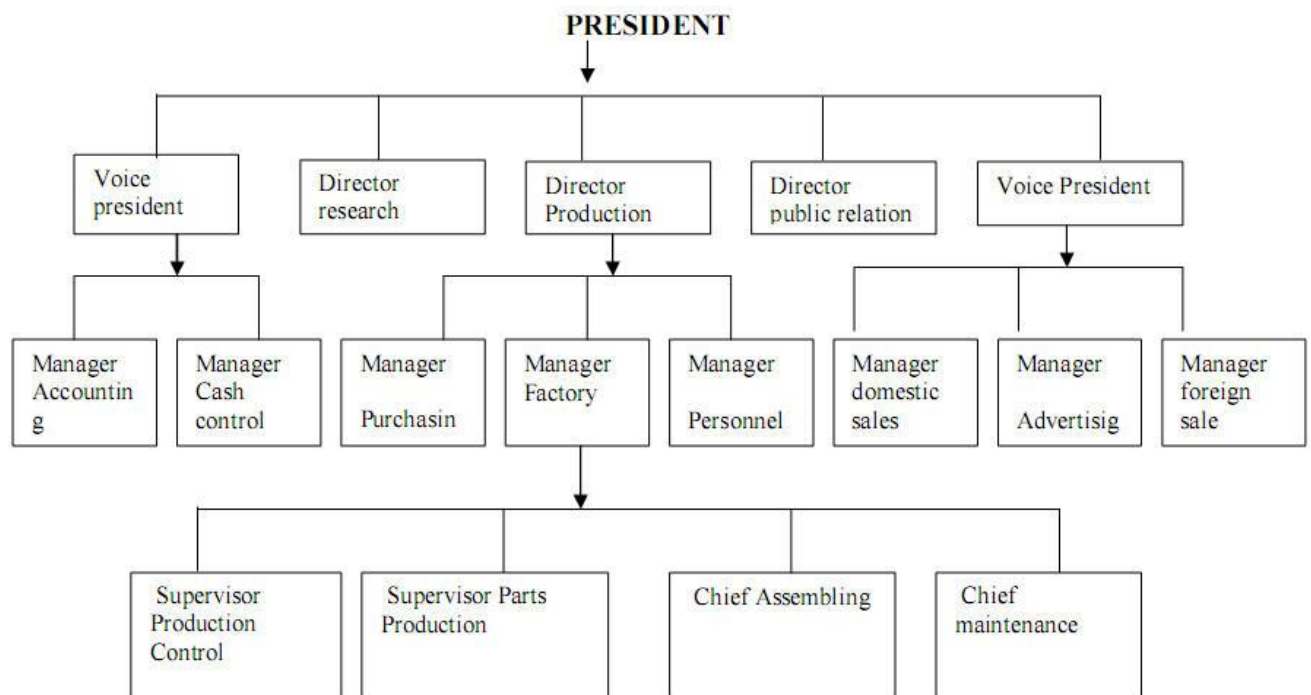 PRESIDENT
Voice
president
Director
research
Director
Production
Director
public relation
Voice President
Manager
Accountin
g
Manager
Cash
control
Manager
Purchasin
Manager
Factory
Manager
Personnel
Manager
domestic
sales
Manager
Advertisig
Manager
foreign
sale
Supervisor
Production
Control
Supervisor Parts
Production
Chief Assembling
Chief
maintenance